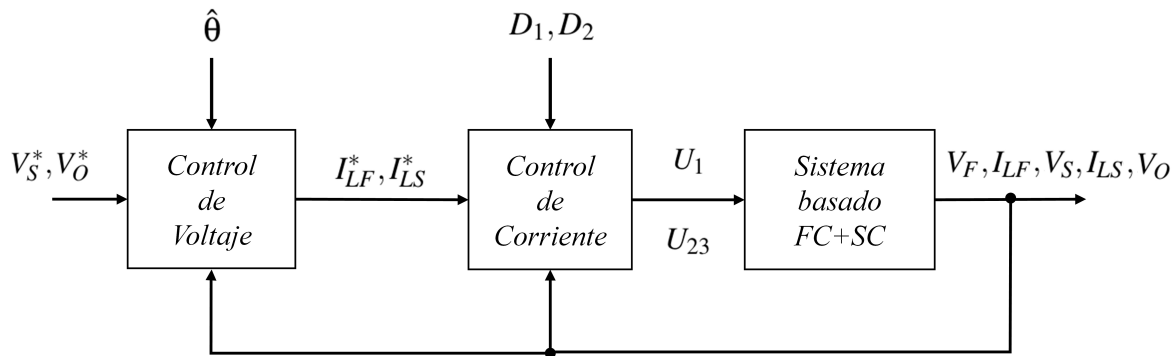 θ̂
D₁, D₂
V*_S, V*_O
Control
de
Voltaje
I*_LF, I*_LS
Control
de
Corriente
U₁
U₂₃
Sistema
basado
FC+SC
V_F, I_LF, V_S, I_LS, V_O